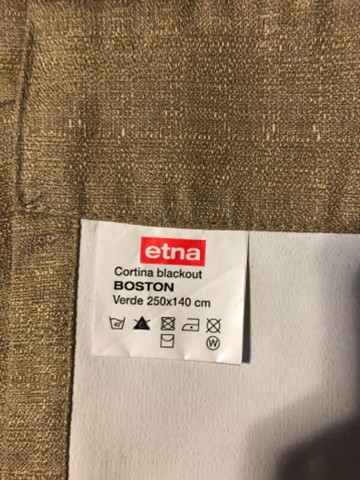 etna
Cortina blackout
BOSTON
Verde 250x140 cm
W